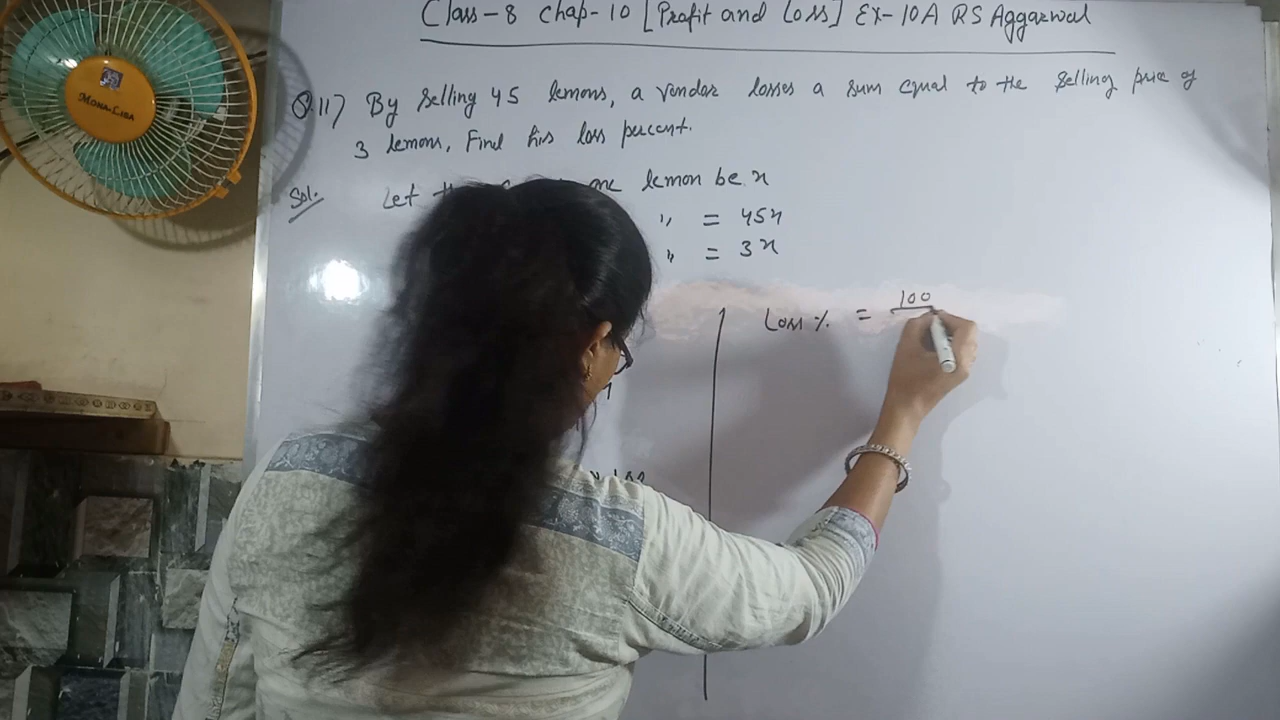 Class-8 Chap-10 [Profit and Loss] EX-10A RS Aggarwal
Q.11) By Selling 45 lemons, a vendor losses a sum equal to the selling price of
3 lemons, Find his loss percent.
Sol. Let one lemon be x
" = 45x
" = 3x
Loss % = 100
x 100
MONA-LISA